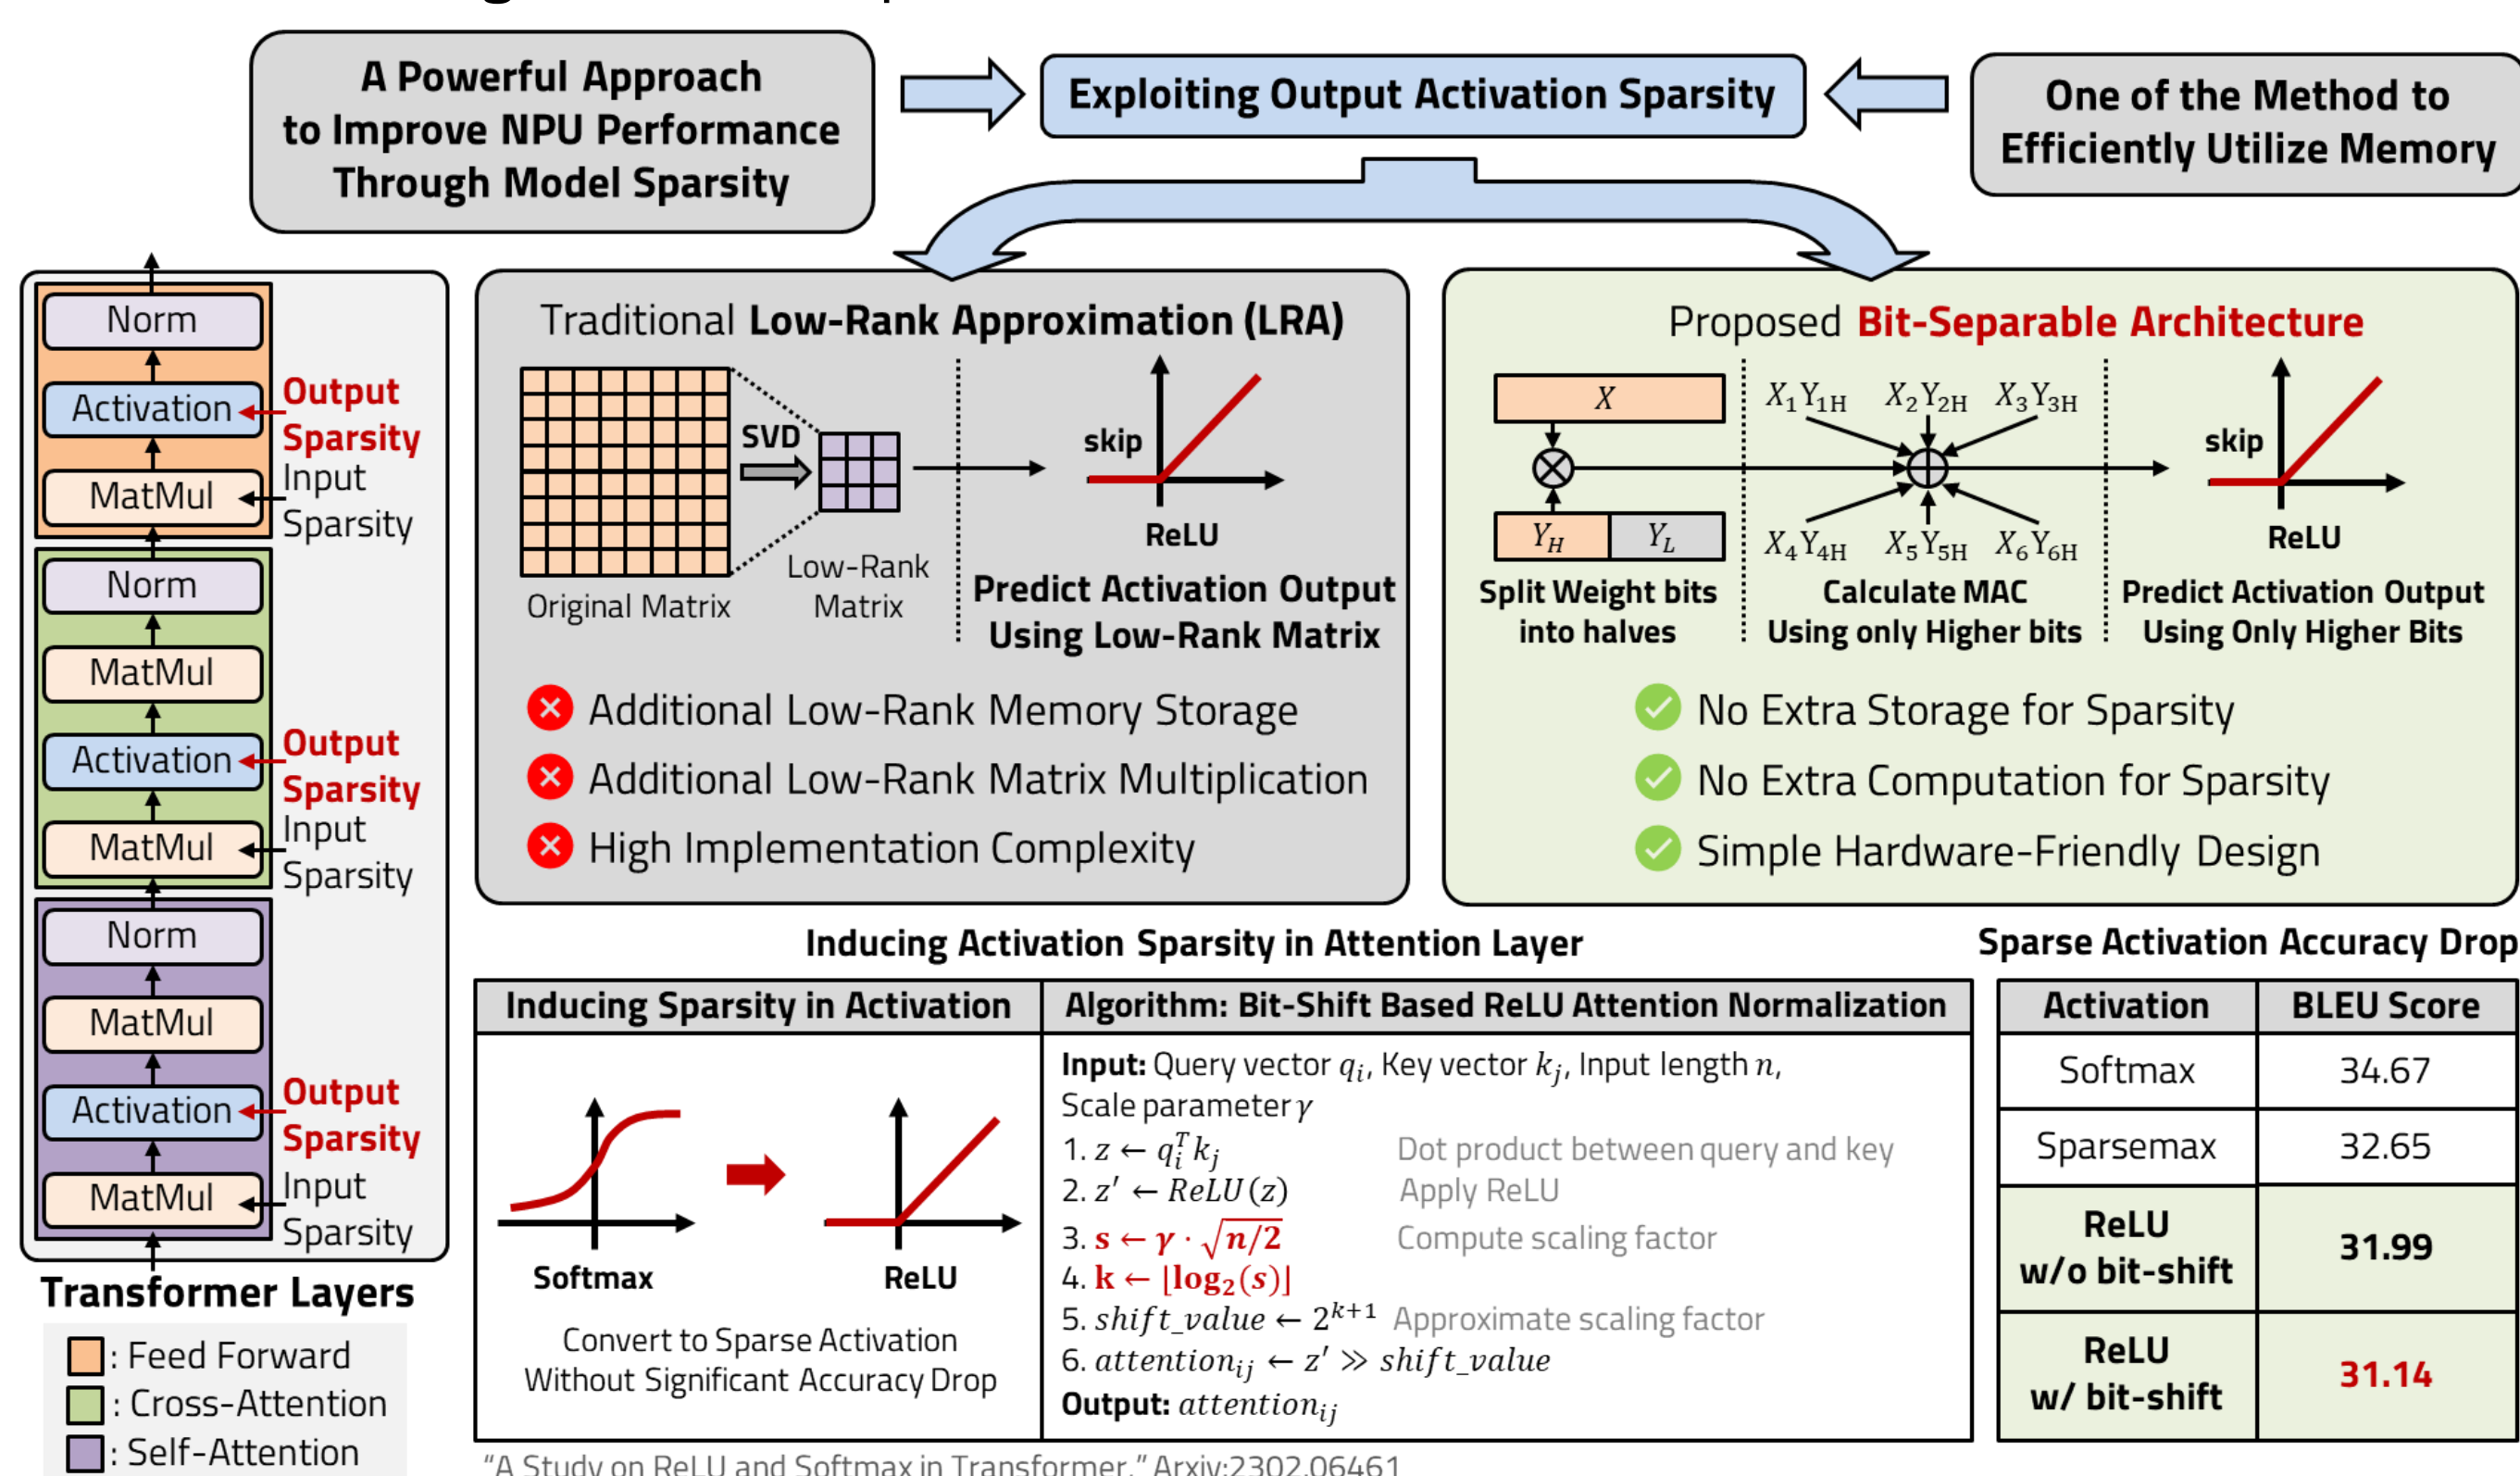 A Powerful Approach
to Improve NPU Performance
Through Model Sparsity
Exploiting Output Activation Sparsity
One of the Method to
Efficiently Utilize Memory
Norm
Activation
Output
Sparsity
MatMul
Input
Sparsity
Norm
MatMul
Activation
Output
Sparsity
MatMul
Input
Sparsity
Norm
MatMul
Activation
Output
Sparsity
MatMul
Input
Sparsity
Transformer Layers
: Feed Forward
: Cross-Attention
: Self-Attention
Traditional Low-Rank Approximation (LRA)
SVD
Original Matrix
Low-Rank
Matrix
skip
ReLU
Predict Activation Output
Using Low-Rank Matrix
Additional Low-Rank Memory Storage
Additional Low-Rank Matrix Multiplication
High Implementation Complexity
Proposed Bit-Separable Architecture
X
Y_H Y_L
Split Weight bits
into halves
X₁Y₁H X₂Y₂H X₃Y₃H
X₄Y₄H X₅Y₅H X₆Y₆H
Calculate MAC
Using only Higher bits
skip
ReLU
Predict Activation Output
Using Only Higher Bits
No Extra Storage for Sparsity
No Extra Computation for Sparsity
Simple Hardware-Friendly Design
Inducing Activation Sparsity in Attention Layer
Inducing Sparsity in Activation
Softmax
ReLU
Convert to Sparse Activation
Without Significant Accuracy Drop
Algorithm: Bit-Shift Based ReLU Attention Normalization
Input: Query vector q_i, Key vector k_j, Input length n,
Scale parameter γ
1. z ← q_i^T k_j Dot product between query and key
2. z′ ← ReLU(z) Apply ReLU
3. s ← γ · √(n/2) Compute scaling factor
4. k ← ⌊log₂(s)⌋
5. shift_value ← 2^{k+1} Approximate scaling factor
6. attention_{ij} ← z′ ≫ shift_value
Output: attention_{ij}
"A Study on ReLU and Softmax in Transformer." Arxiv:2302.06461
Sparse Activation Accuracy Drop
Activation BLEU Score
Softmax 34.67
Sparsemax 32.65
ReLU
w/o bit-shift 31.99
ReLU
w/ bit-shift 31.14